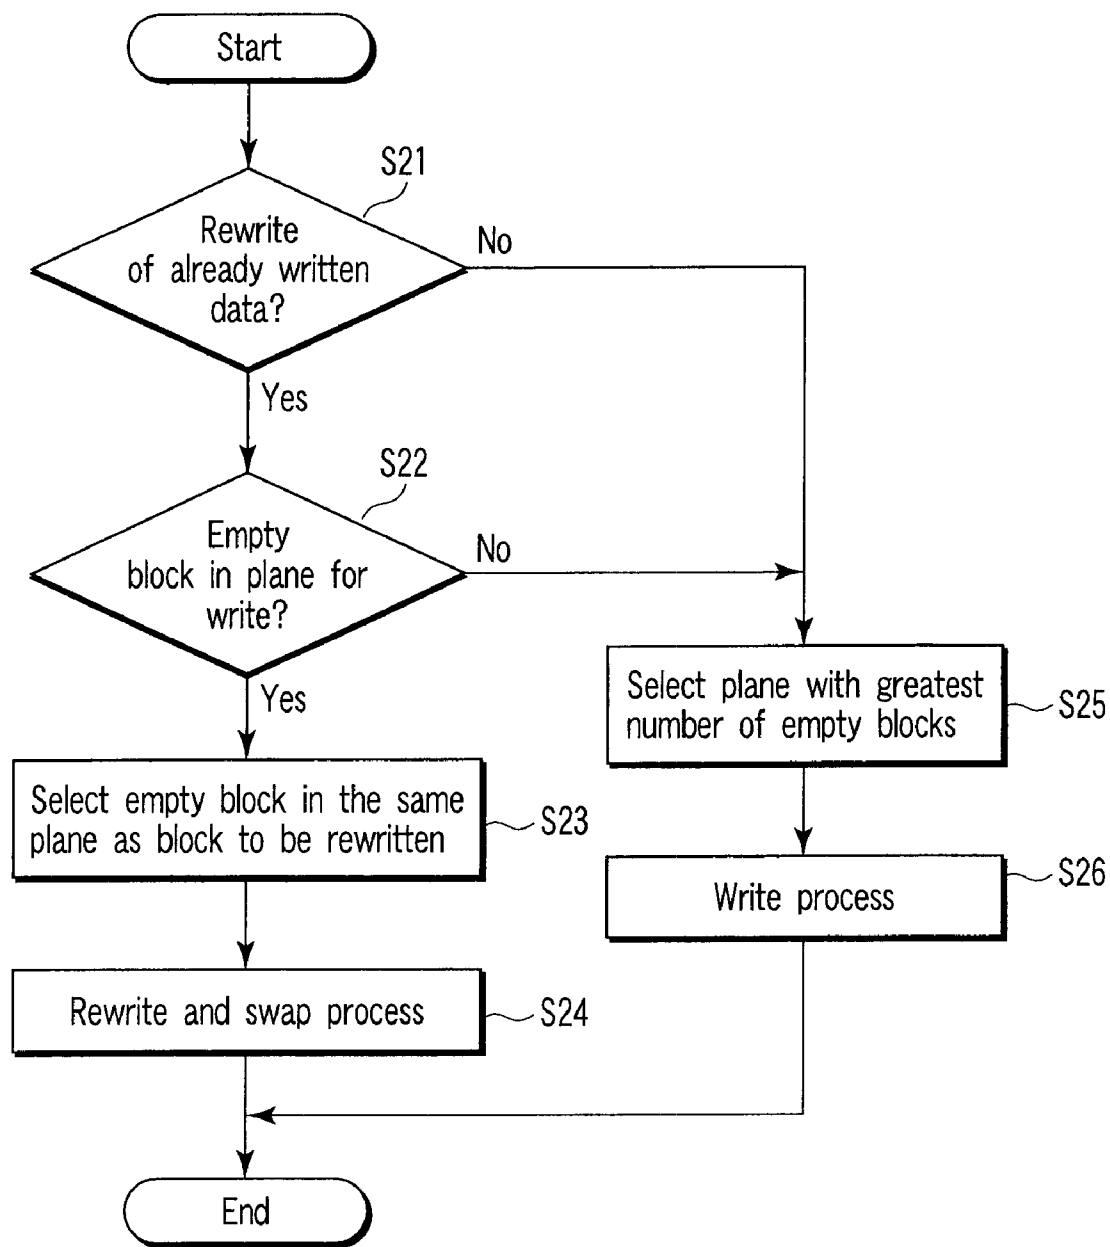 Start
S21
Rewrite
of already written
data?
No
Yes
S22
Empty
block in plane for
write?
No
Yes
Select plane with greatest
number of empty blocks
S25
Select empty block in the same
plane as block to be rewritten
S23
Write process
S26
Rewrite and swap process
S24
End